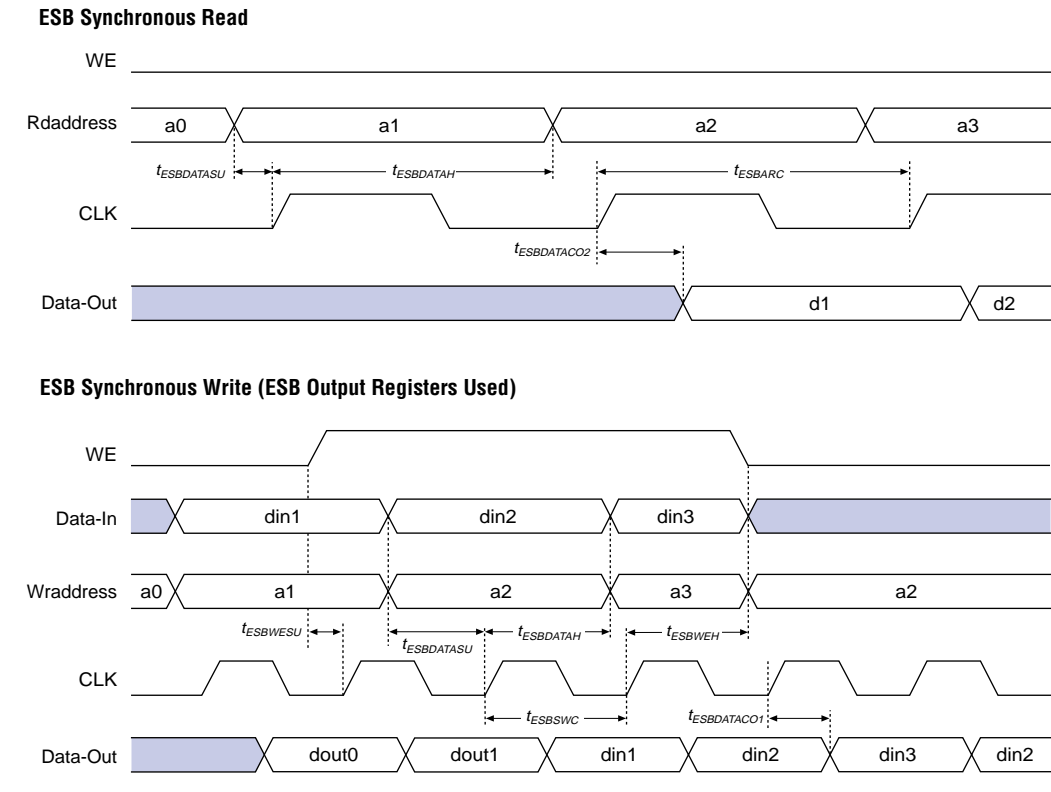 ESB Synchronous Read
WE
Rdaddress a0 a1 a2 a3
tESBDATASU tESBDATAH tESBARC
CLK
tESBDATACO2
Data-Out d1 d2
ESB Synchronous Write (ESB Output Registers Used)
WE
Data-In din1 din2 din3
Wraddress a0 a1 a2 a3 a2
tESBWESU tESBDATASU tESBDATAH tESBWEH
CLK
tESBSWC tESBDATACO1
Data-Out dout0 dout1 din1 din2 din3 din2